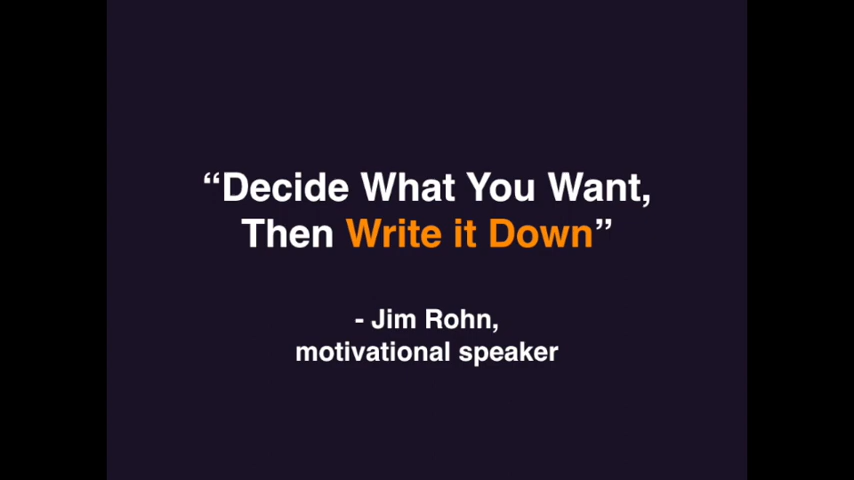 “Decide What You Want,
Then Write it Down”
- Jim Rohn,
motivational speaker